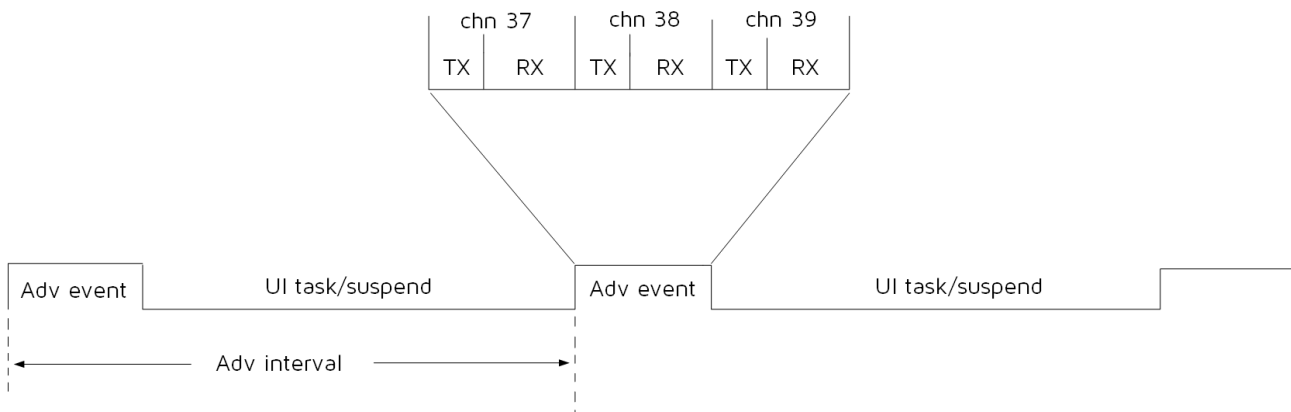 chn 37 chn 38 chn 39
TX RX TX RX TX RX
Adv event UI task/suspend Adv event UI task/suspend
Adv interval